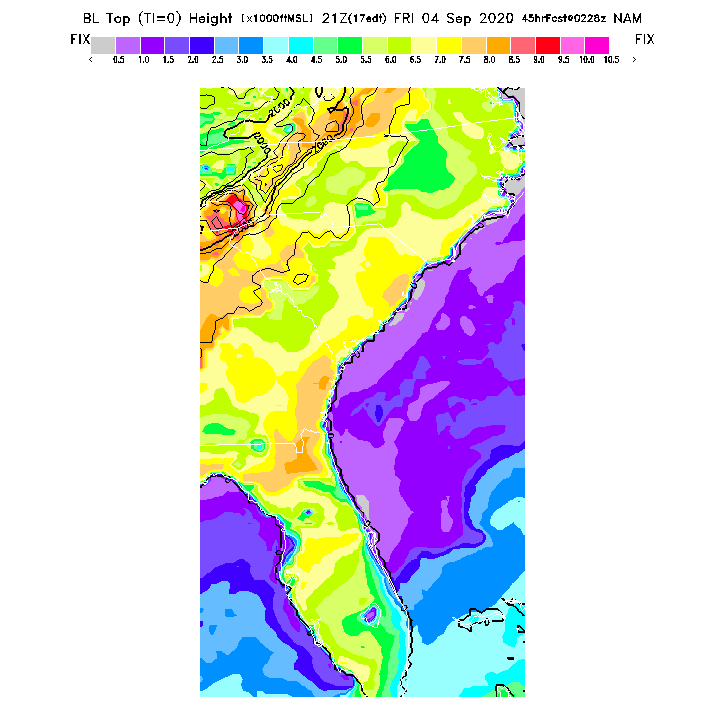 BL Top (TI=0) Height [x1000ftMSL] 21Z(17edt) FRI 04 Sep 2020 45hrFcst@0228z NAM
FIX FIX
< 0.5 1.0 1.5 2.0 2.5 3.0 3.5 4.0 4.5 5.0 5.5 6.0 6.5 7.0 7.5 8.0 8.5 9.0 9.5 10.0 10.5 >
2000
2000
2000